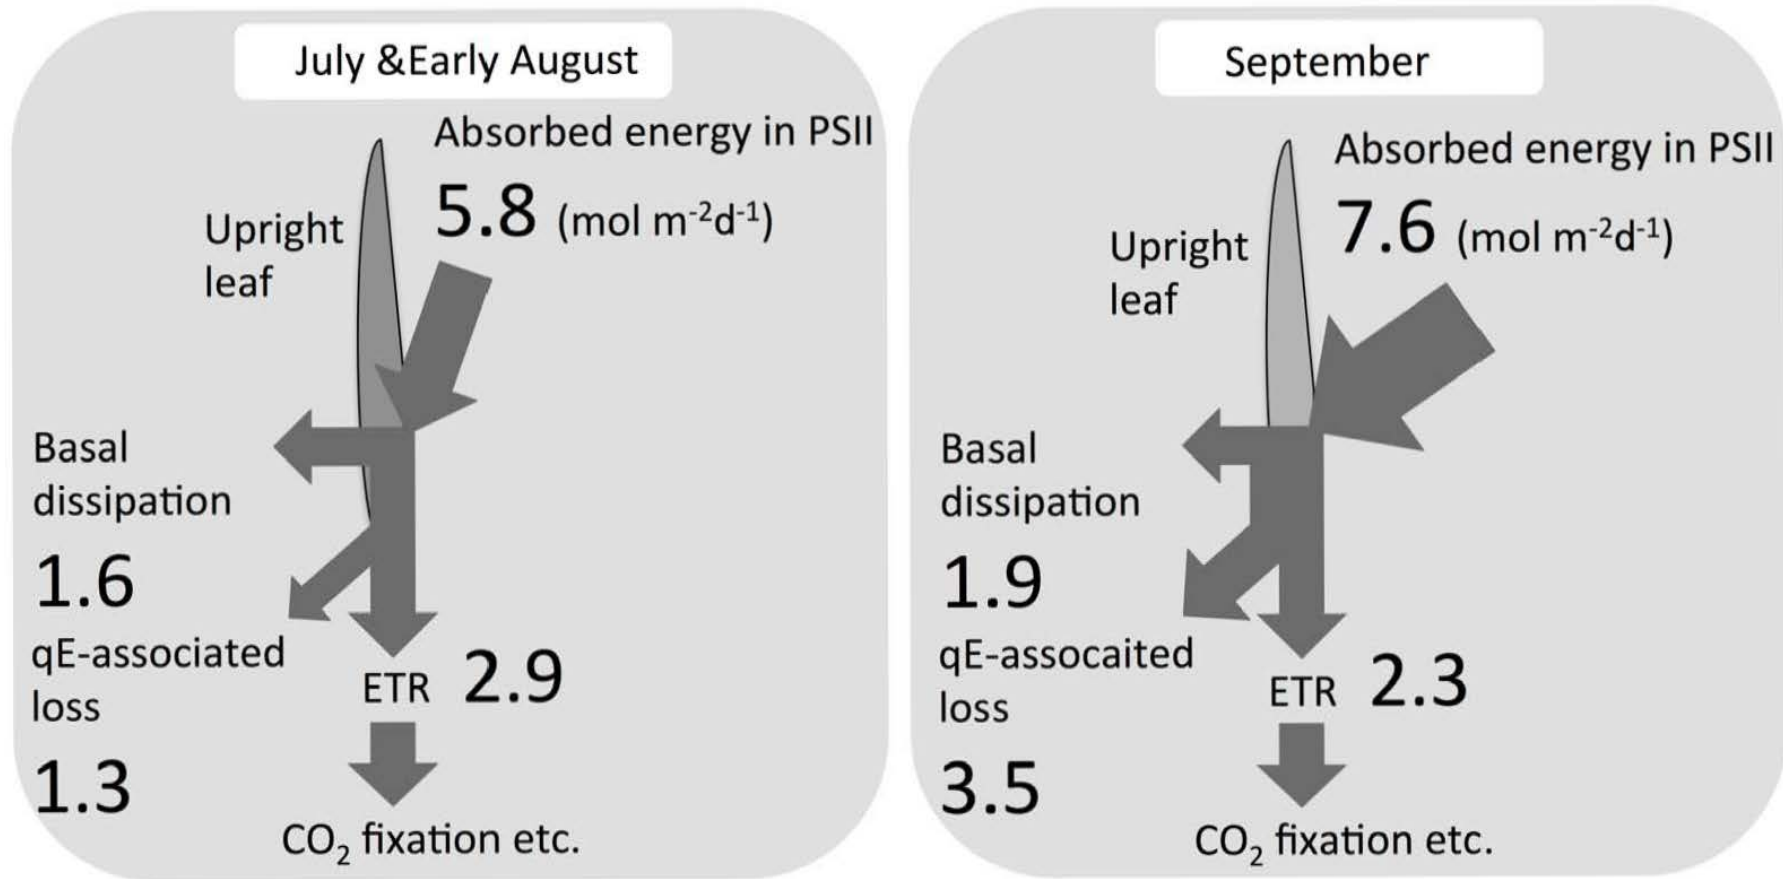 July &Early August
Absorbed energy in PSII
5.8 (mol m⁻²d⁻¹)
Upright
leaf
Basal
dissipation
1.6
qE-associated
loss
1.3
ETR 2.9
CO₂ fixation etc.
September
Absorbed energy in PSII
7.6 (mol m⁻²d⁻¹)
Upright
leaf
Basal
dissipation
1.9
qE-assocaited
loss
3.5
ETR 2.3
CO₂ fixation etc.